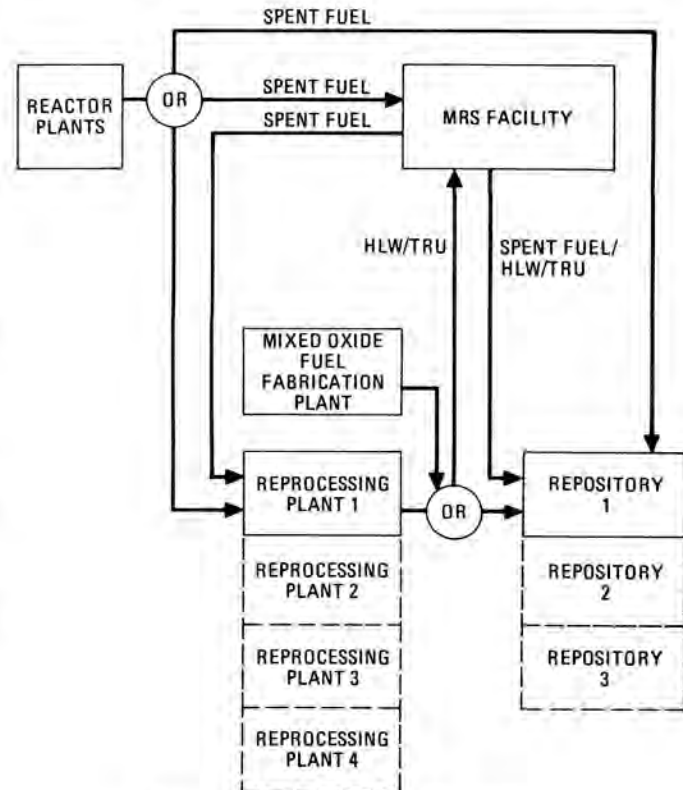 SPENT FUEL
REACTOR
PLANTS
OR
SPENT FUEL
SPENT FUEL
MRS FACILITY
HLW/TRU
SPENT FUEL/
HLW/TRU
MIXED OXIDE
FUEL
FABRICATION
PLANT
REPROCESSING
PLANT 1
OR
REPOSITORY
1
REPROCESSING
PLANT 2
REPOSITORY
2
REPROCESSING
PLANT 3
REPOSITORY
3
REPROCESSING
PLANT 4